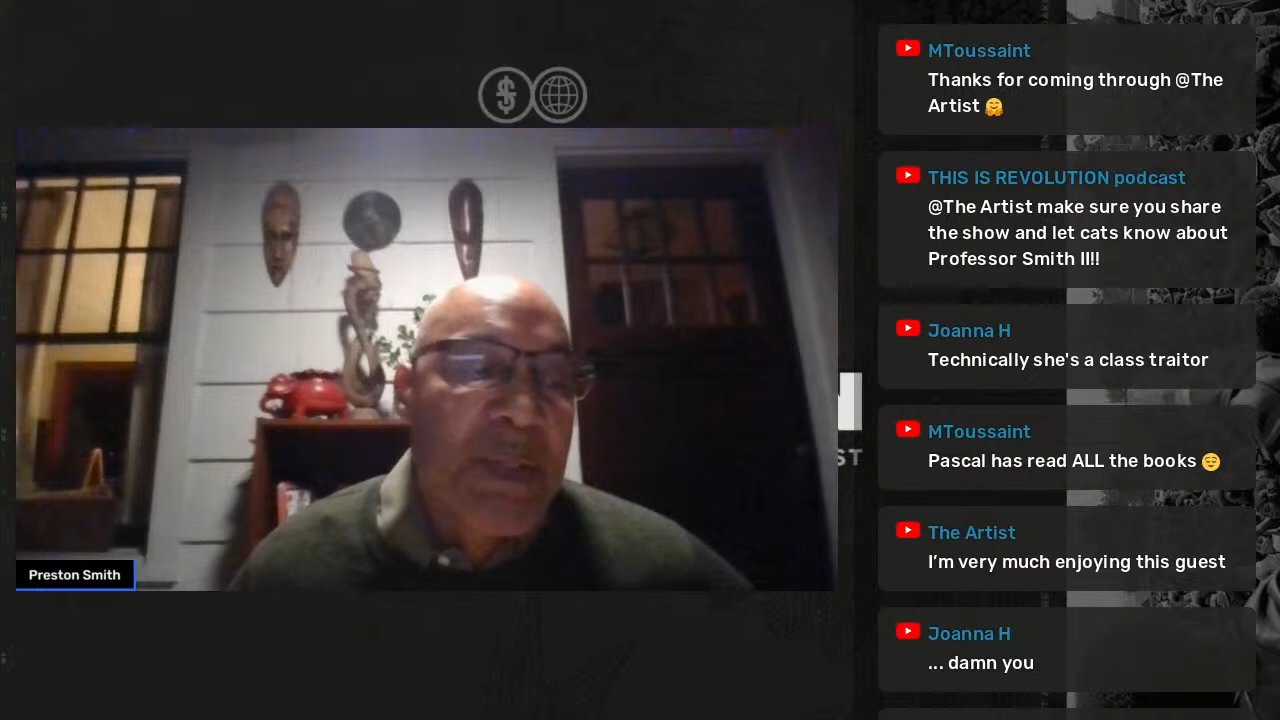 MToussaint
Thanks for coming through @The
Artist 🤗
THIS IS REVOLUTION podcast
@The Artist make sure you share
the show and let cats know about
Professor Smith II!!
Joanna H
Technically she's a class traitor
MToussaint
Pascal has read ALL the books 😌
The Artist
I’m very much enjoying this guest
Joanna H
... damn you
N
ST
Preston Smith